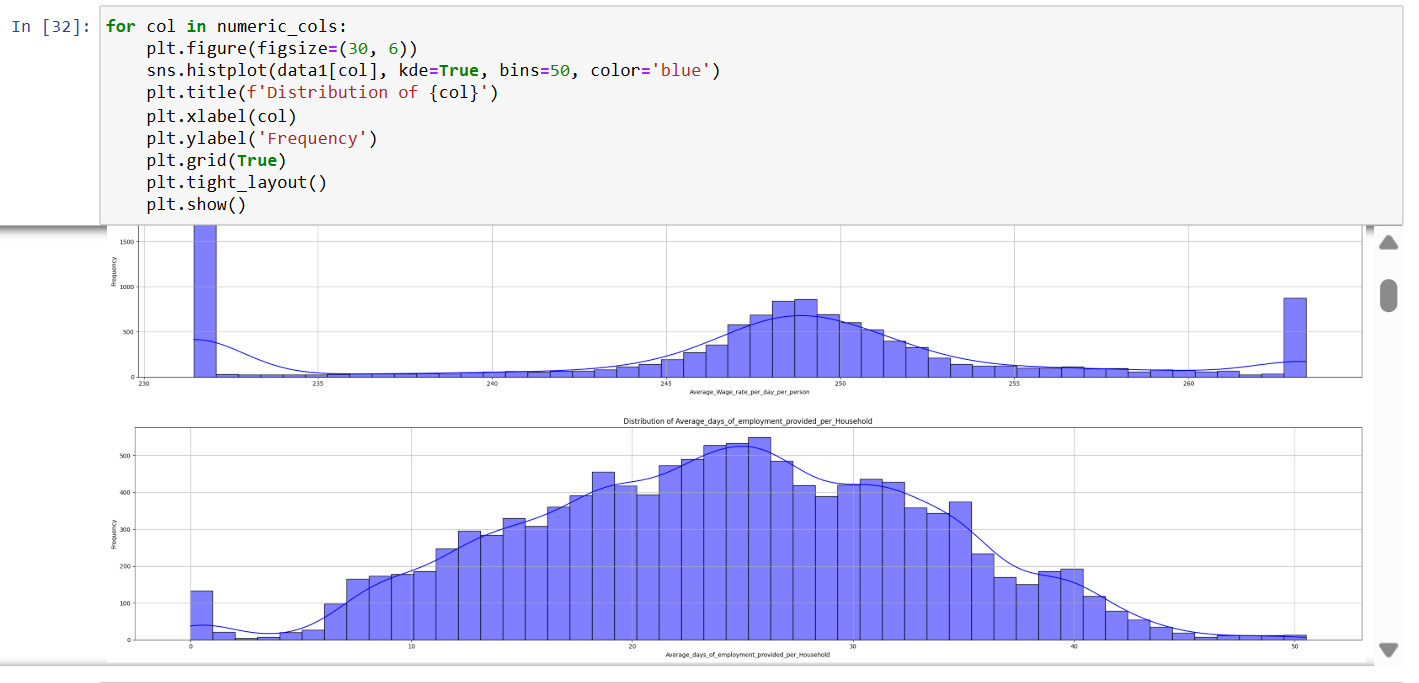 In [32]: for col in numeric_cols:
plt.figure(figsize=(30, 6))
sns.histplot(data1[col], kde=True, bins=50, color='blue')
plt.title(f'Distribution of {col}')
plt.xlabel(col)
plt.ylabel('Frequency')
plt.grid(True)
plt.tight_layout()
plt.show()
1500
1000
500
0
Frequency
230 235 240 245 250 255 260
Average_Wage_rate_per_day_per_person
Distribution of Average_days_of_employment_provided_per_Household
500
400
300
200
100
0
Frequency
0 10 20 30 40 50
Average_days_of_employment_provided_per_Household